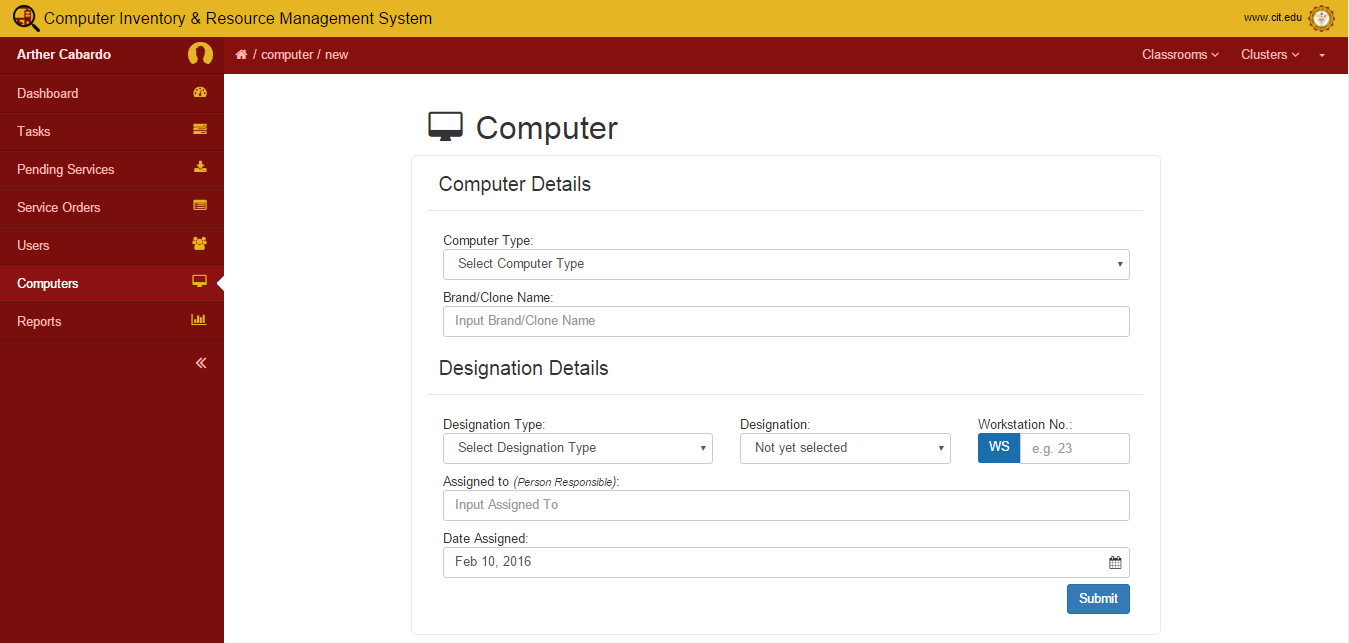 Computer Inventory & Resource Management System
www.cit.edu
Arther Cabardo
/ computer / new
Classrooms
Clusters
Dashboard
Tasks
Pending Services
Service Orders
Users
Computers
Reports
Computer
Computer Details
Computer Type:
Select Computer Type
Brand/Clone Name:
Input Brand/Clone Name
Designation Details
Designation Type:
Designation:
Workstation No.:
Select Designation Type
Not yet selected
WS
e.g. 23
Assigned to (Person Responsible):
Input Assigned To
Date Assigned:
Feb 10, 2016
Submit